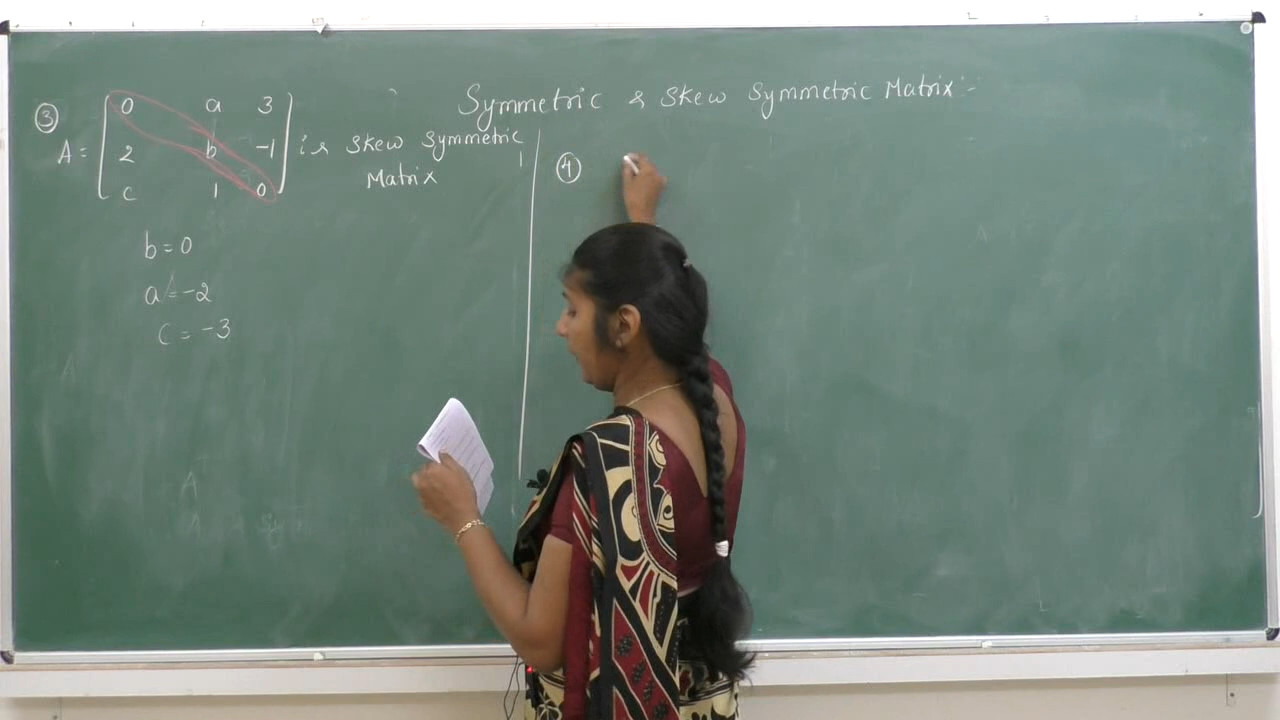 Symmetric & Skew Symmetric Matrix :-
③
A = [ 0 a 3
2 b -1
c 1 0 ] is Skew Symmetric
Matrix
b = 0
a = -2
c = -3
④